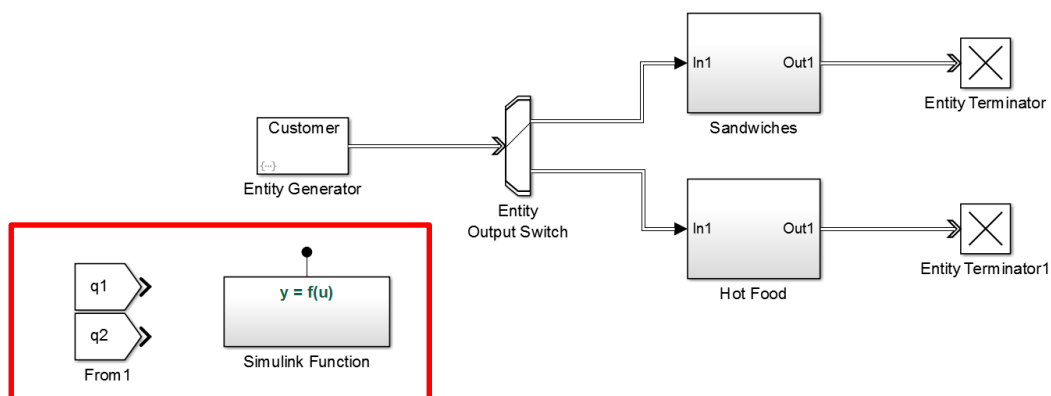 In1
Out1
Sandwiches
Entity Terminator
Customer
{...}
Entity Generator
Entity
Output Switch
In1
Out1
Hot Food
Entity Terminator1
q1
q2
From1
y = f(u)
Simulink Function